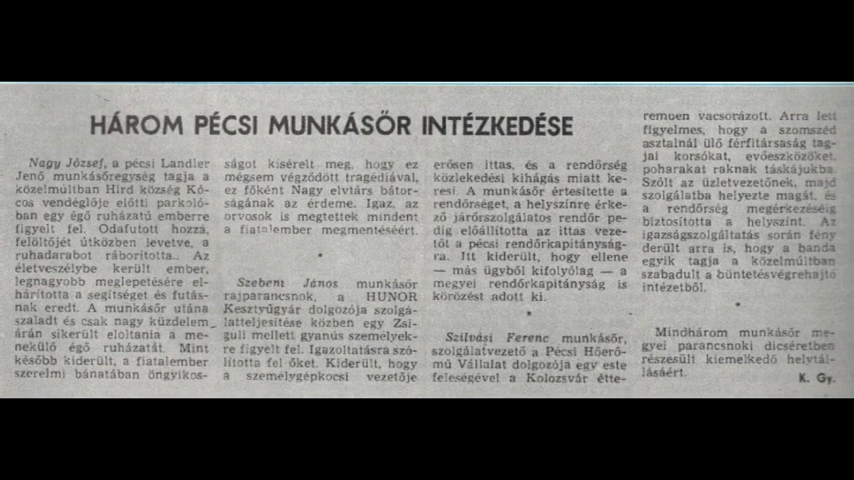 HÁROM PÉCSI MUNKÁSŐR INTÉZKEDÉSE
Nagy József, a pécsi Landler
Jenő munkásőregység tagja a
közelmúltban Hird község Kó-
cos vendéglője előtti parkoló-
ban egy égő ruházatú emberre
figyelt fel. Odafutott hozzá,
felöltőjét útközben levetve, a
ruhadarabot ráborította.. Az
életveszélybe került ember,
legnagyobb meglepetésére el-
hárította a segítséget és futás-
nak eredt. A munkásőr utána
szaladt és csak nagy küzdelem
árán sikerült eloltania a me-
nekülő égő ruházatát. Mint
később kiderült, a fiatalember
szerelmi bánatában öngyikos-
ságot kísérelt meg, hogy ez
mégsem végződött tragédiával,
ez főként Nagy elvtárs bátor-
ságának az érdeme. Igaz, az
orvosok is megtettek mindent
a fiatalember megmentéséért.
*
Szebeni János munkásőr
rajparancsnok, a HUNOR
Kesztyűgyár dolgozója szolgá-
latteljesítése közben egy Zsi-
guli mellett gyanús személyek-
re figyelt fel. Igazoltatásra szó-
lította fel őket. Kiderült, hogy
a személygépkocsi vezetője
erősen ittas, és a rendőrség
közlekedési kihágás miatt ke-
resi. A munkásőr értesítette a
rendőrséget, a helyszínre érke-
ző járőrszolgálatos rendőr pe-
dig előállította az ittas veze-
tőt a pécsi rendőrkapitányság-
ra. Itt kiderült, hogy ellene
— más ügyből kifolyólag — a
megyei rendőrkapitányság is
körözést adott ki.
*
Szilvási Ferenc munkásőr,
szolgálatvezető a Pécsi Hőerő-
mű Vállalat dolgozója egy este
feleségével a Kolozsvár étte-
remben vacsorázott. Arra lett
figyelmes, hogy a szomszéd
asztalnál ülő férfitársaság tag-
jai korsókat, evőeszközöket,
poharakat raknak táskájukba.
Szólt az üzletvezetőnek, majd
szolgálatba helyezte magát, és
a rendőrség megérkezéséig
biztosította a helyszínt. Az
igazságszolgáltatás során fény
derült arra is, hogy a banda
egyik tagja a közelmúltban
szabadult a büntetésvégrehajtó
intézetből.
*
Mindhárom munkásőr me-
gyei parancsnoki dicséretben
részesült kiemelkedő helytál-
lásáért.
K. Gy.